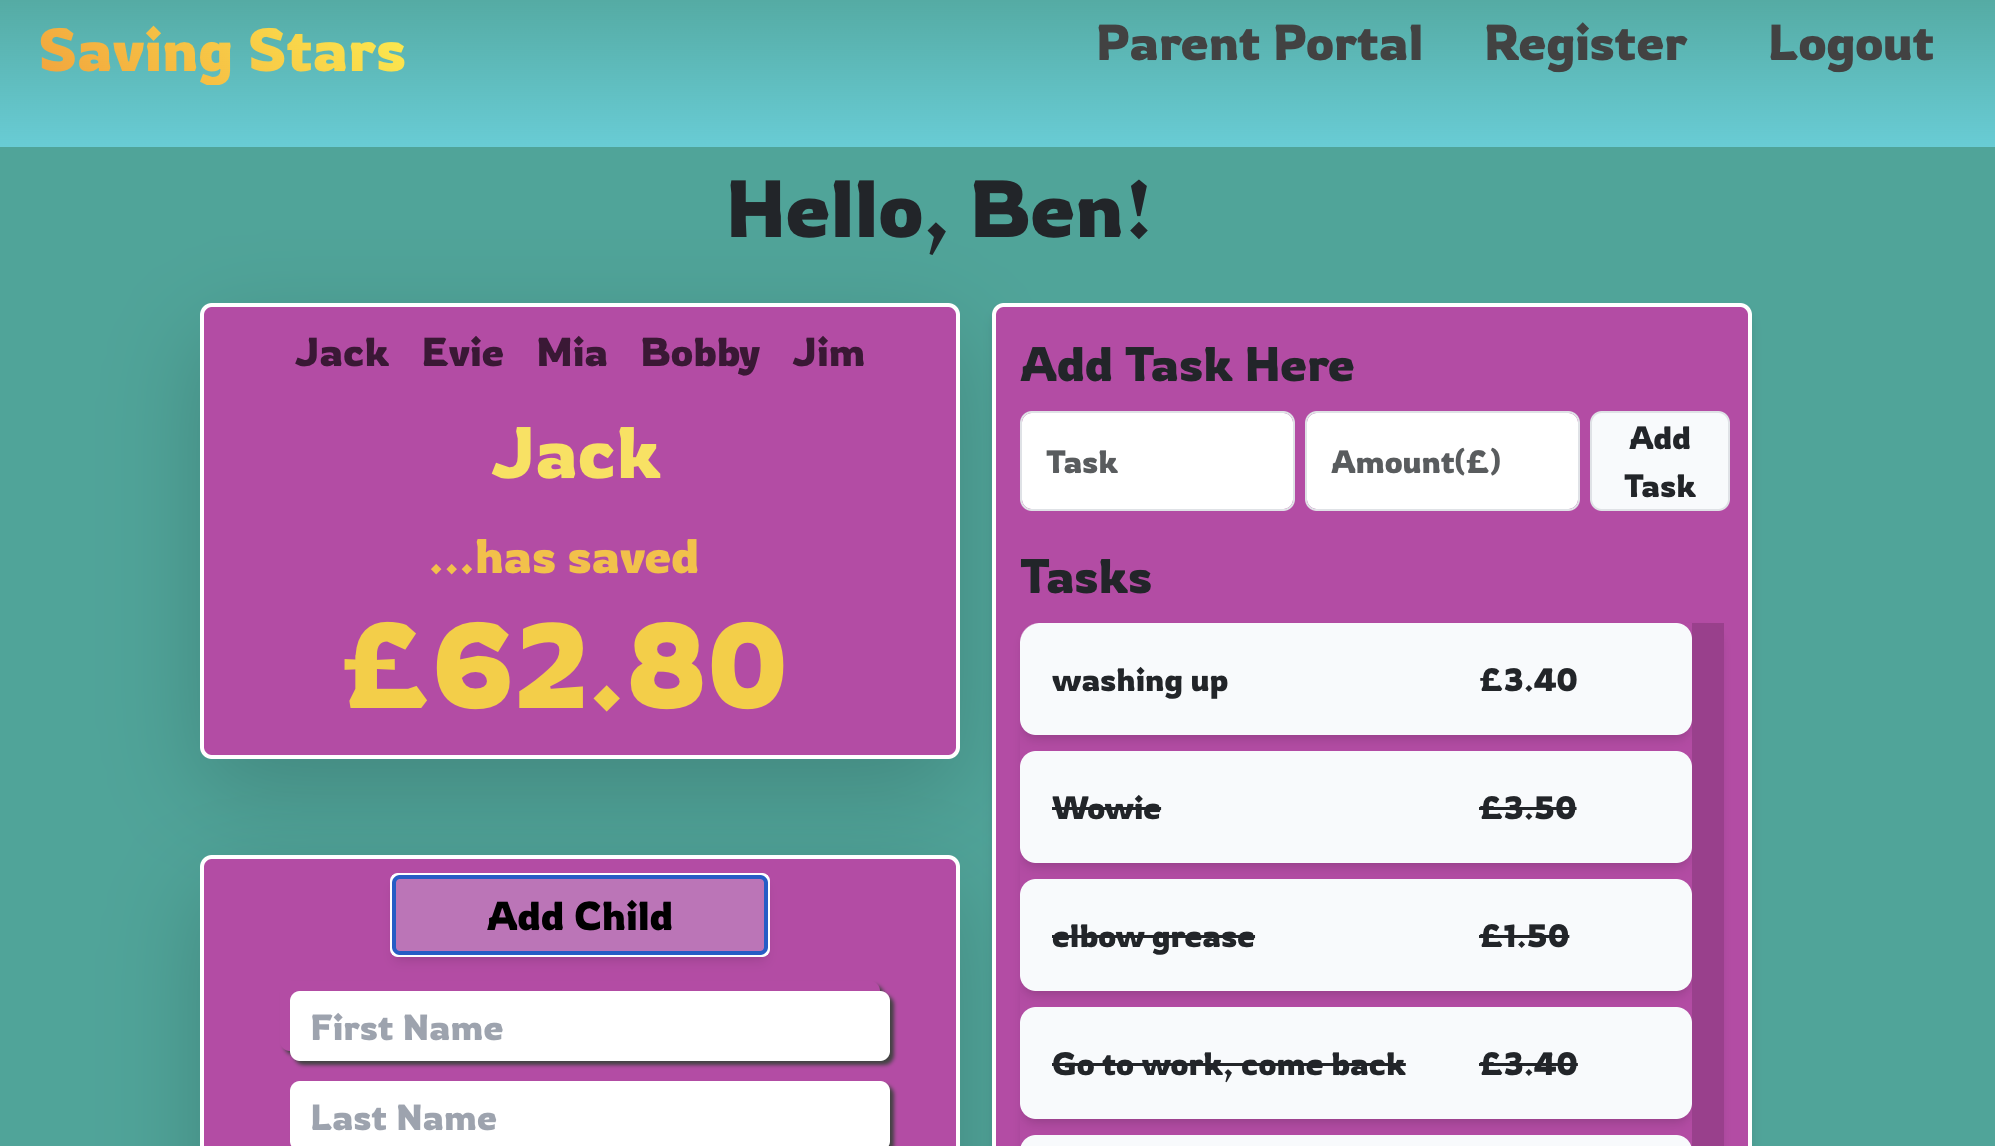 Saving Stars
Parent Portal Register Logout
Hello, Ben!
Jack Evie Mia Bobby Jim
Jack
...has saved
£62.80
Add Child
First Name
Last Name
Add Task Here
Task
Amount(£)
Add
Task
Tasks
washing up £3.40
Wowie £3.50
elbow grease £1.50
Go to work, come back £3.40